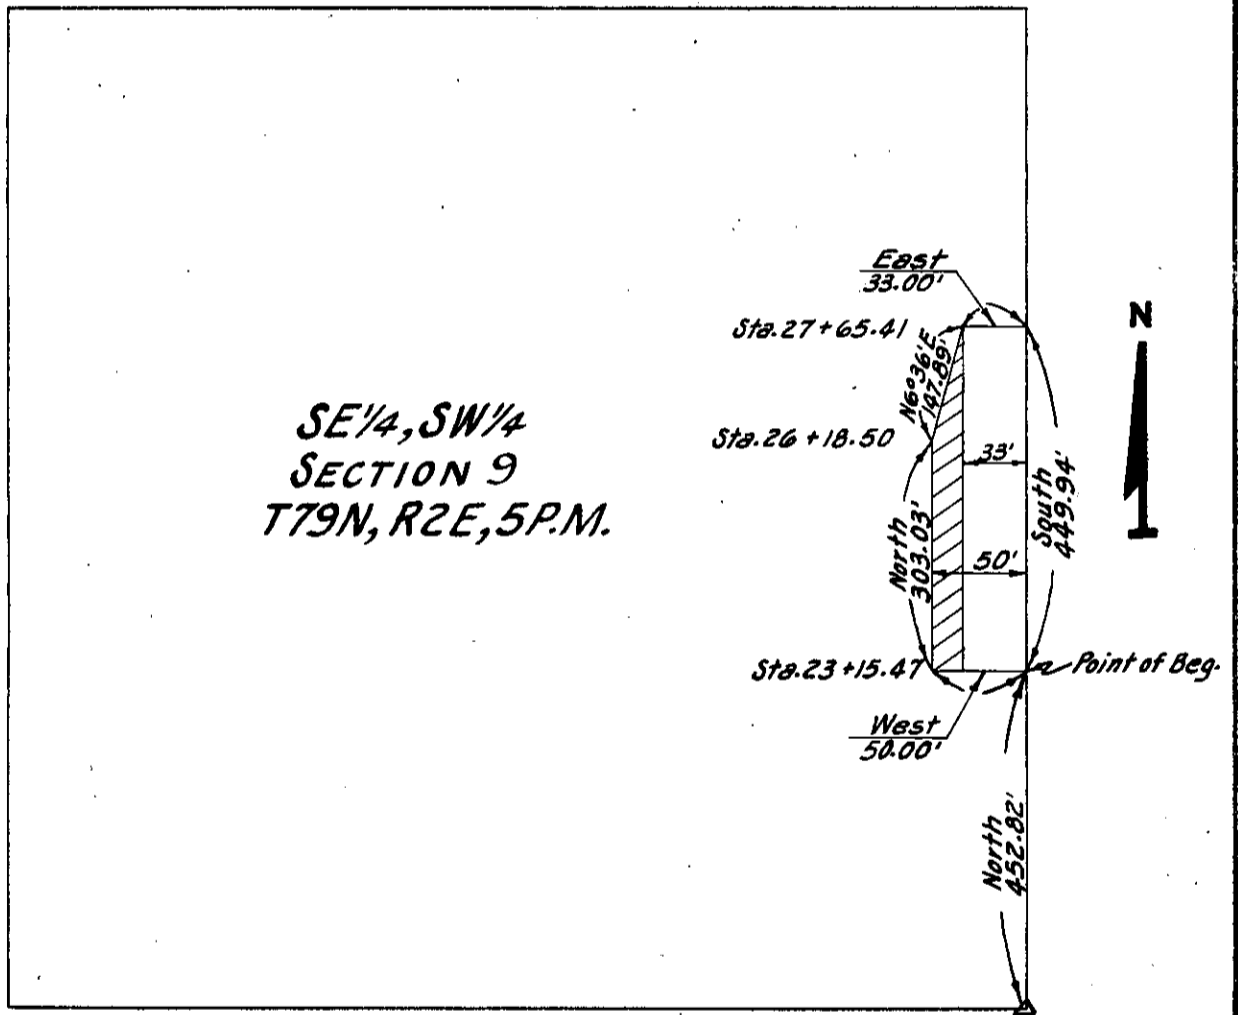 East
33.00'
N
Sta. 27 + 65.41
N6°36'E
147.89'
SE1/4, SW1/4
Sta. 26 + 18.50
33'
SECTION 9
South
449.94'
T79N, R2E, 5P.M.
North
303.03'
50'
Sta. 23 + 15.47
Point of Beg.
West
50.00'
North
452.82'